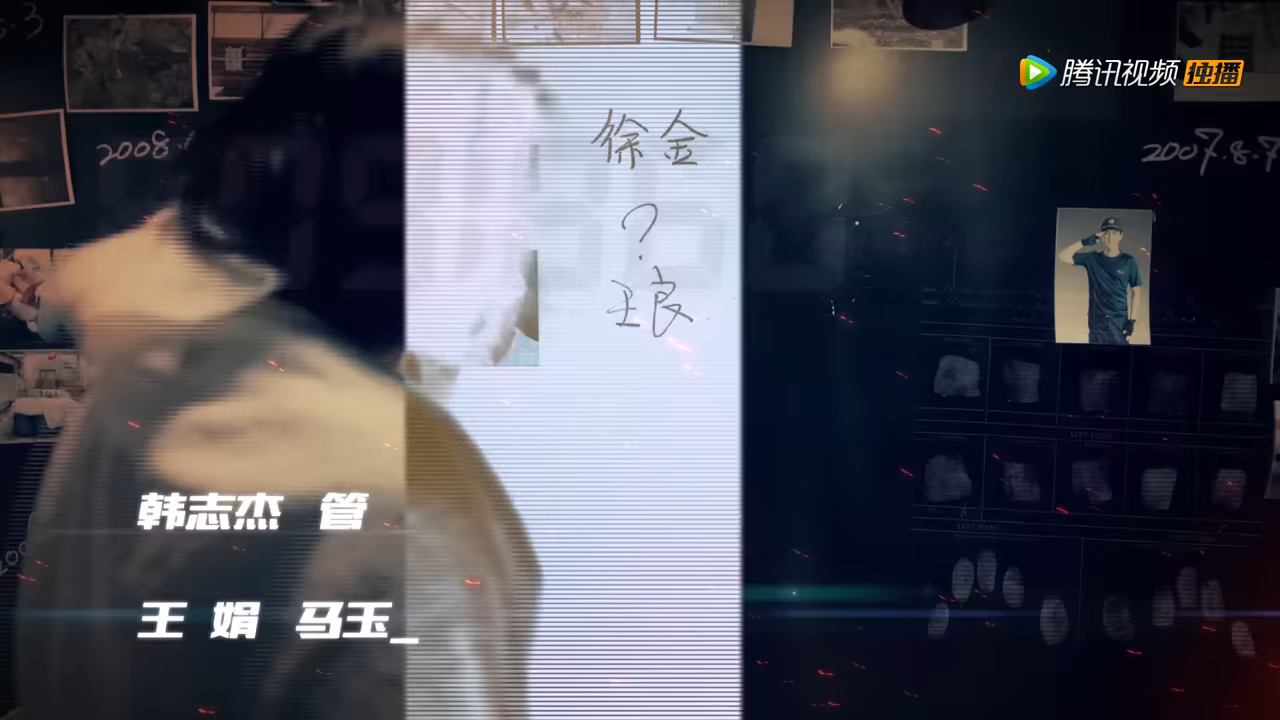 腾讯视频 独播
2008.
2007.8.7
徐金
?
王良
韩志杰 管
王 娟 马玉_